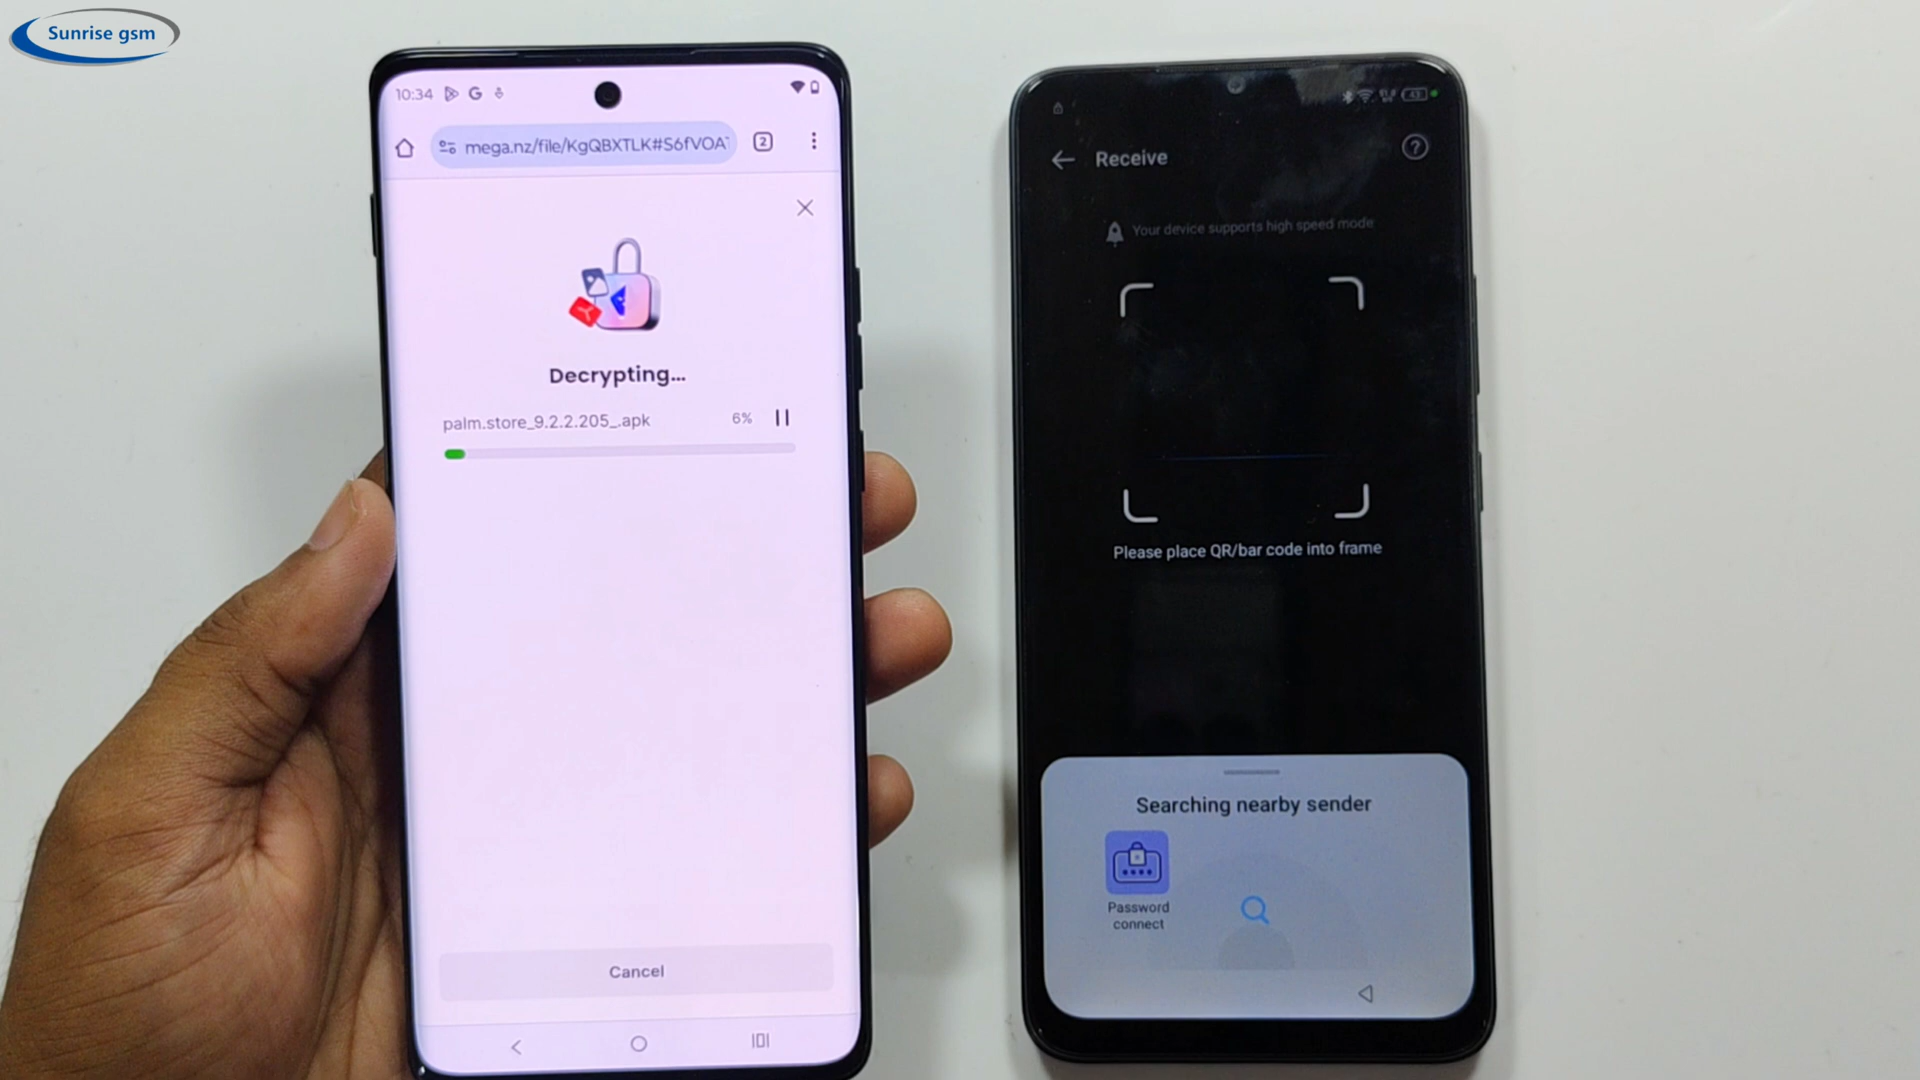 Sunrise gsm
10:34
mega.nz/file/KgQBXTLK#S6fVOA
2
Decrypting...
palm.store_9.2.2.205_.apk
6%
Cancel
43
Receive
?
Your device supports high speed mode
Please place QR/bar code into frame
Searching nearby sender
Password
connect